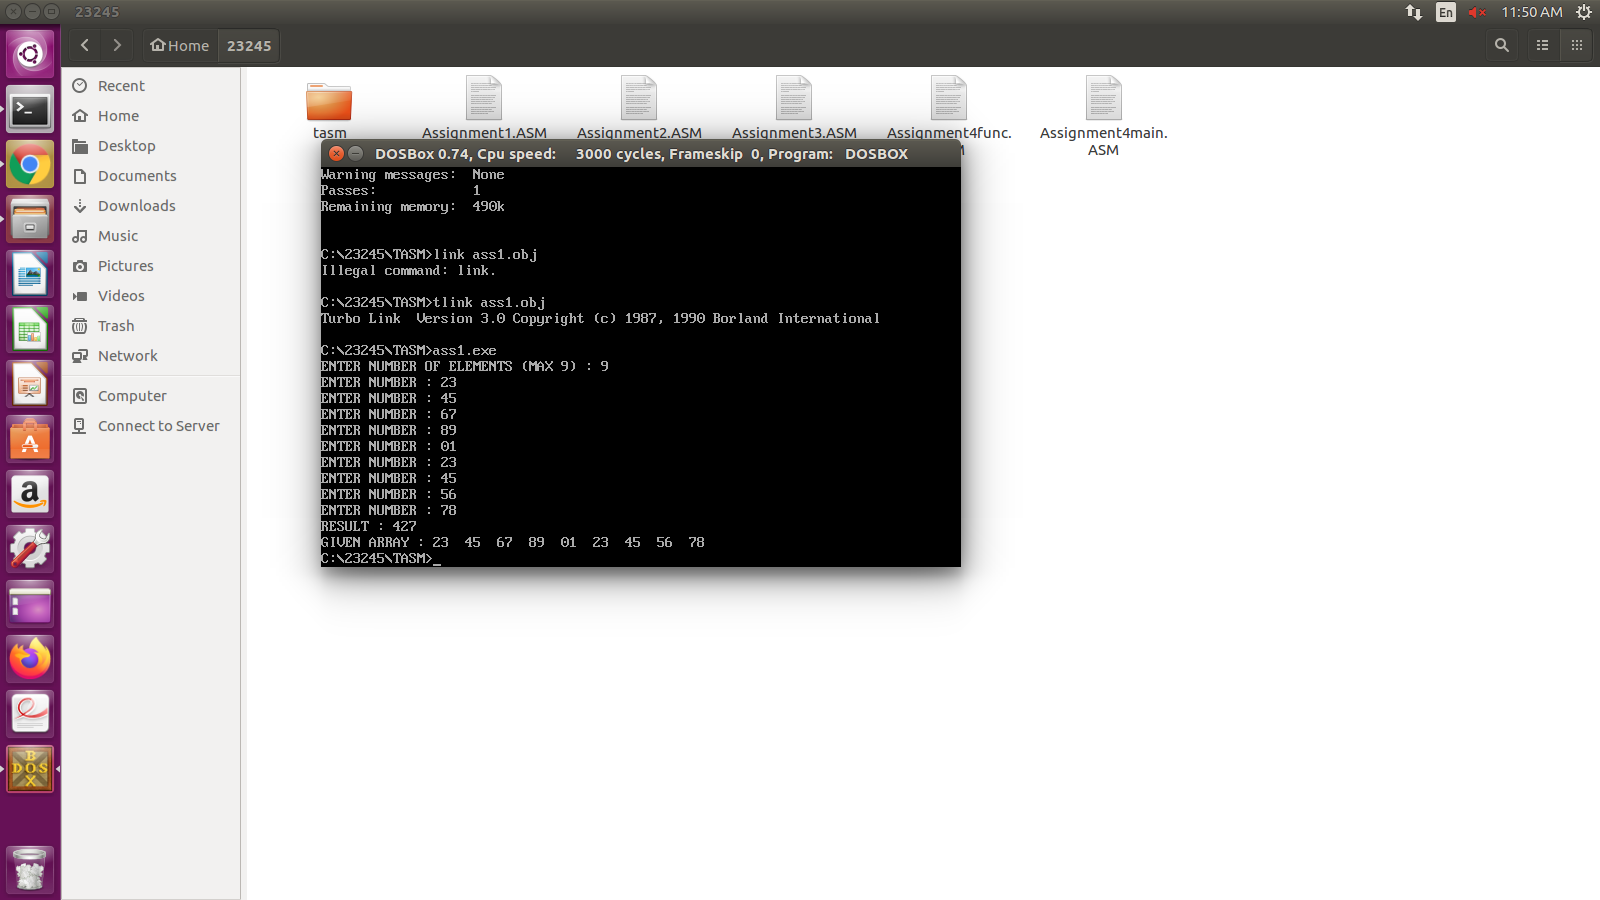 23245
En
11:50 AM
Home
23245
Recent
Home
Desktop
Documents
Downloads
Music
Pictures
Videos
Trash
Network
Computer
Connect to Server
tasm
Assignment1.ASM
Assignment2.ASM
Assignment3.ASM
Assignment4func.
Assignment4main.
ASM
DOSBox 0.74, Cpu speed: 3000 cycles, Frameskip 0, Program: DOSBOX
Warning messages: None
Passes: 1
Remaining memory: 490k
C:\23245\TASM>link ass1.obj
Illegal command: link.
C:\23245\TASM>tlink ass1.obj
Turbo Link Version 3.0 Copyright (c) 1987, 1990 Borland International
C:\23245\TASM>ass1.exe
ENTER NUMBER OF ELEMENTS (MAX 9) : 9
ENTER NUMBER : 23
ENTER NUMBER : 45
ENTER NUMBER : 67
ENTER NUMBER : 89
ENTER NUMBER : 01
ENTER NUMBER : 23
ENTER NUMBER : 45
ENTER NUMBER : 56
ENTER NUMBER : 78
RESULT : 427
GIVEN ARRAY : 23 45 67 89 01 23 45 56 78
C:\23245\TASM>_
BOX
DOS